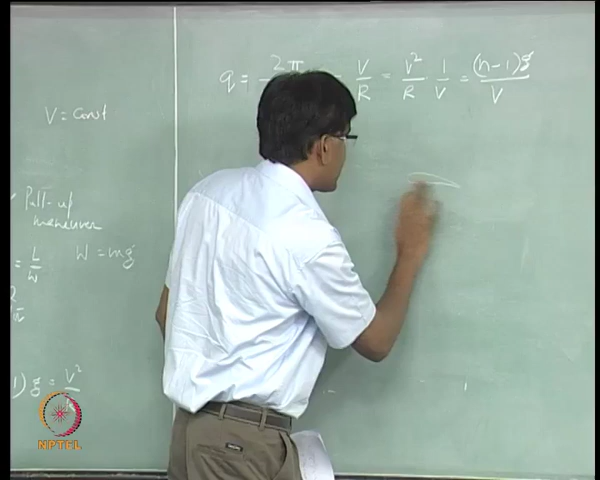 V = Const
Pull-up
maneuver
= L/W W = mg
1) g = V²/R
q = 2π V/R = V²/R · 1/V = (n-1)g/V
NPTEL